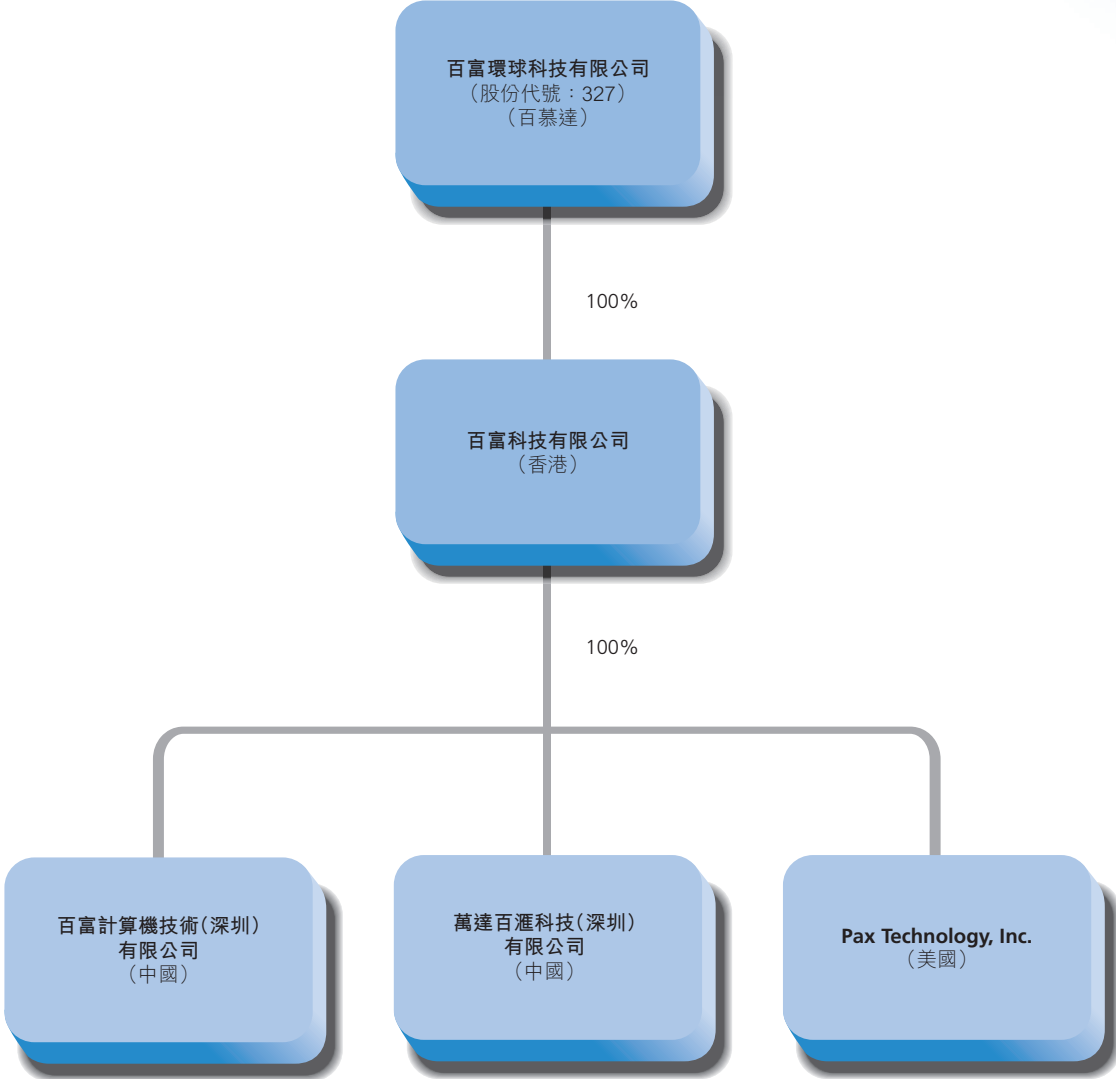 百富環球科技有限公司
（股份代號：327）
（百慕達）
100%
百富科技有限公司
（香港）
100%
百富計算機技術（深圳）
有限公司
（中國）
萬達百滙科技（深圳）
有限公司
（中國）
Pax Technology, Inc.
（美國）